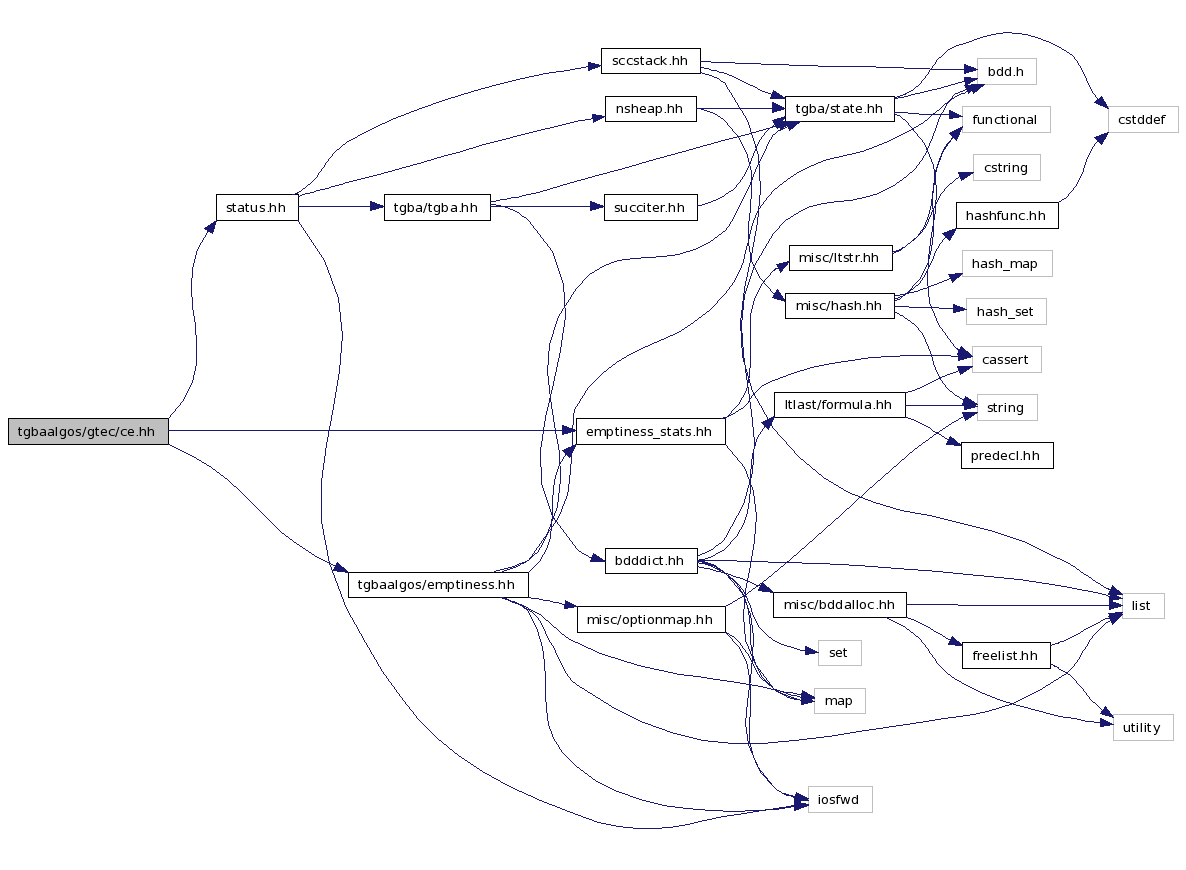 sccstack.hh
bdd.h
nsheap.hh
tgba/state.hh
functional
cstddef
cstring
status.hh
tgba/tgba.hh
succiter.hh
hashfunc.hh
misc/ltstr.hh
hash_map
misc/hash.hh
hash_set
cassert
ltlast/formula.hh
string
tgbaalgos/gtec/ce.hh
emptiness_stats.hh
predecl.hh
bdddict.hh
tgbaalgos/emptiness.hh
misc/bddalloc.hh
list
misc/optionmap.hh
set
freelist.hh
map
utility
iosfwd